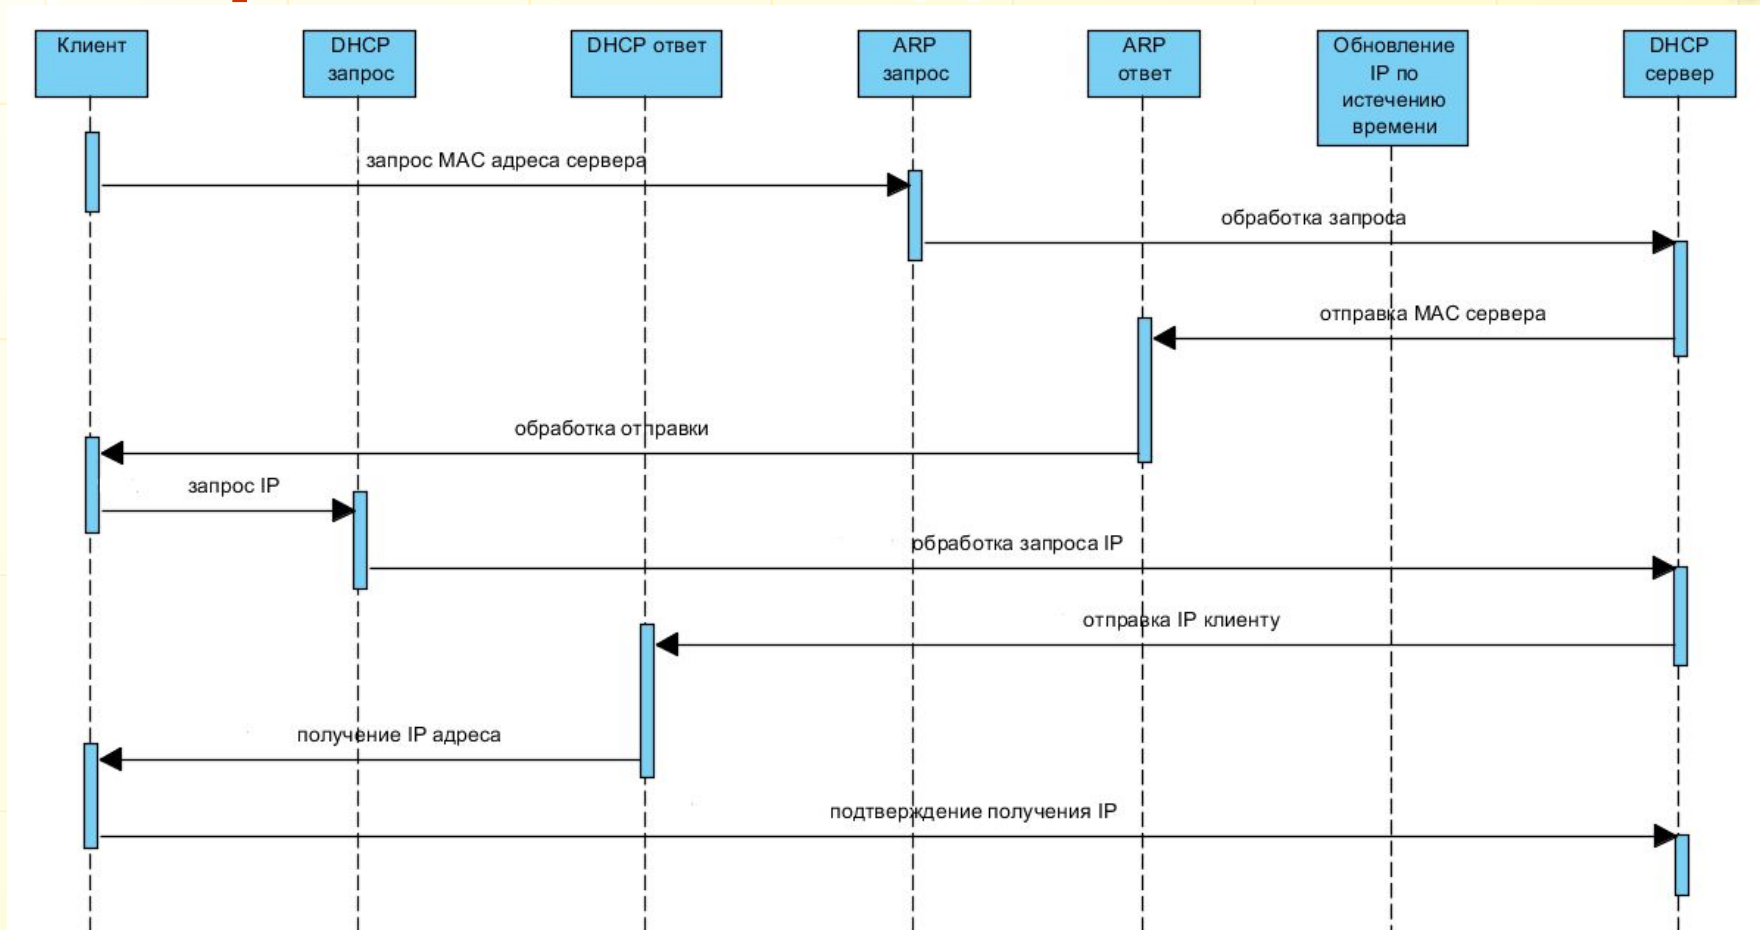 Клиент
DHCP
запрос
DHCP ответ
ARP
запрос
ARP
ответ
Обновление
IP по
истечению
времени
DHCP
сервер
запрос MAC адреса сервера
обработка запроса
отправка MAC сервера
обработка отправки
запрос IP
обработка запроса IP
отправка IP клиенту
получение IP адреса
подтверждение получения IP